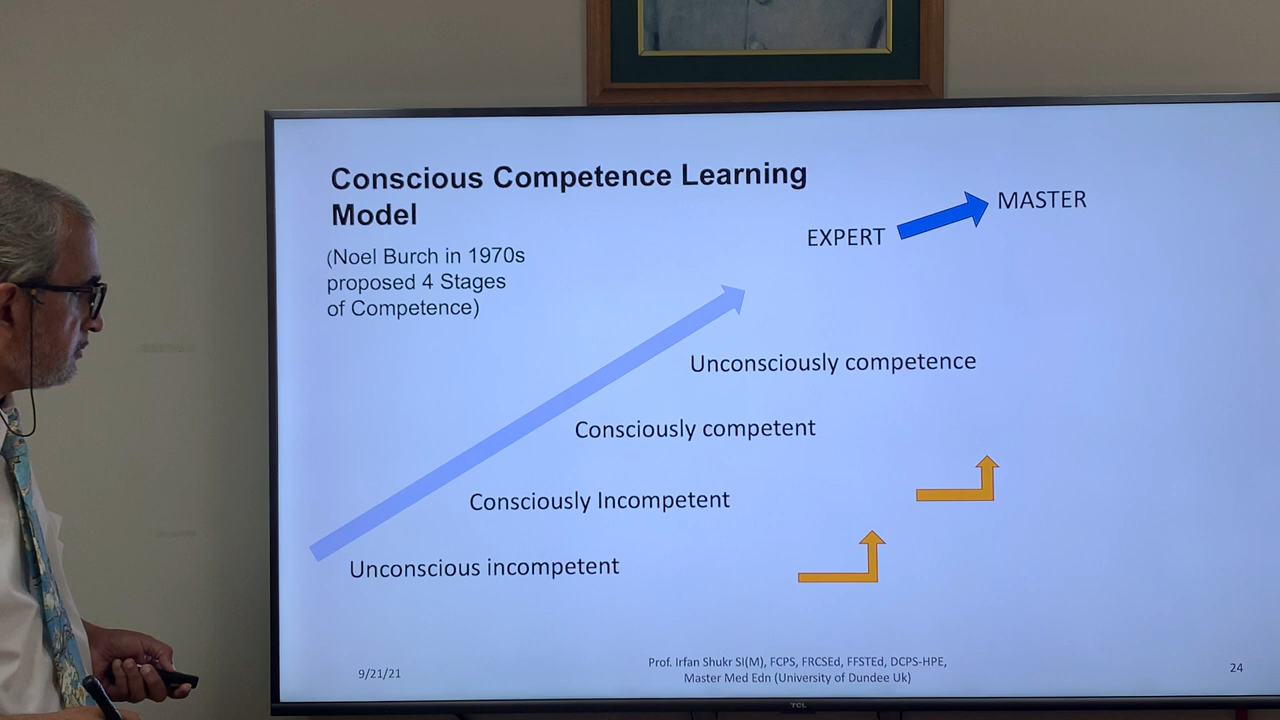 Conscious Competence Learning
Model
(Noel Burch in 1970s
proposed 4 Stages
of Competence)
EXPERT
MASTER
Unconsciously competence
Consciously competent
Consciously Incompetent
Unconscious incompetent
9/21/21
Prof. Irfan Shukr SI(M), FCPS, FRCSEd, FFSTEd, DCPS-HPE,
Master Med Edn (University of Dundee Uk)
24
TCL